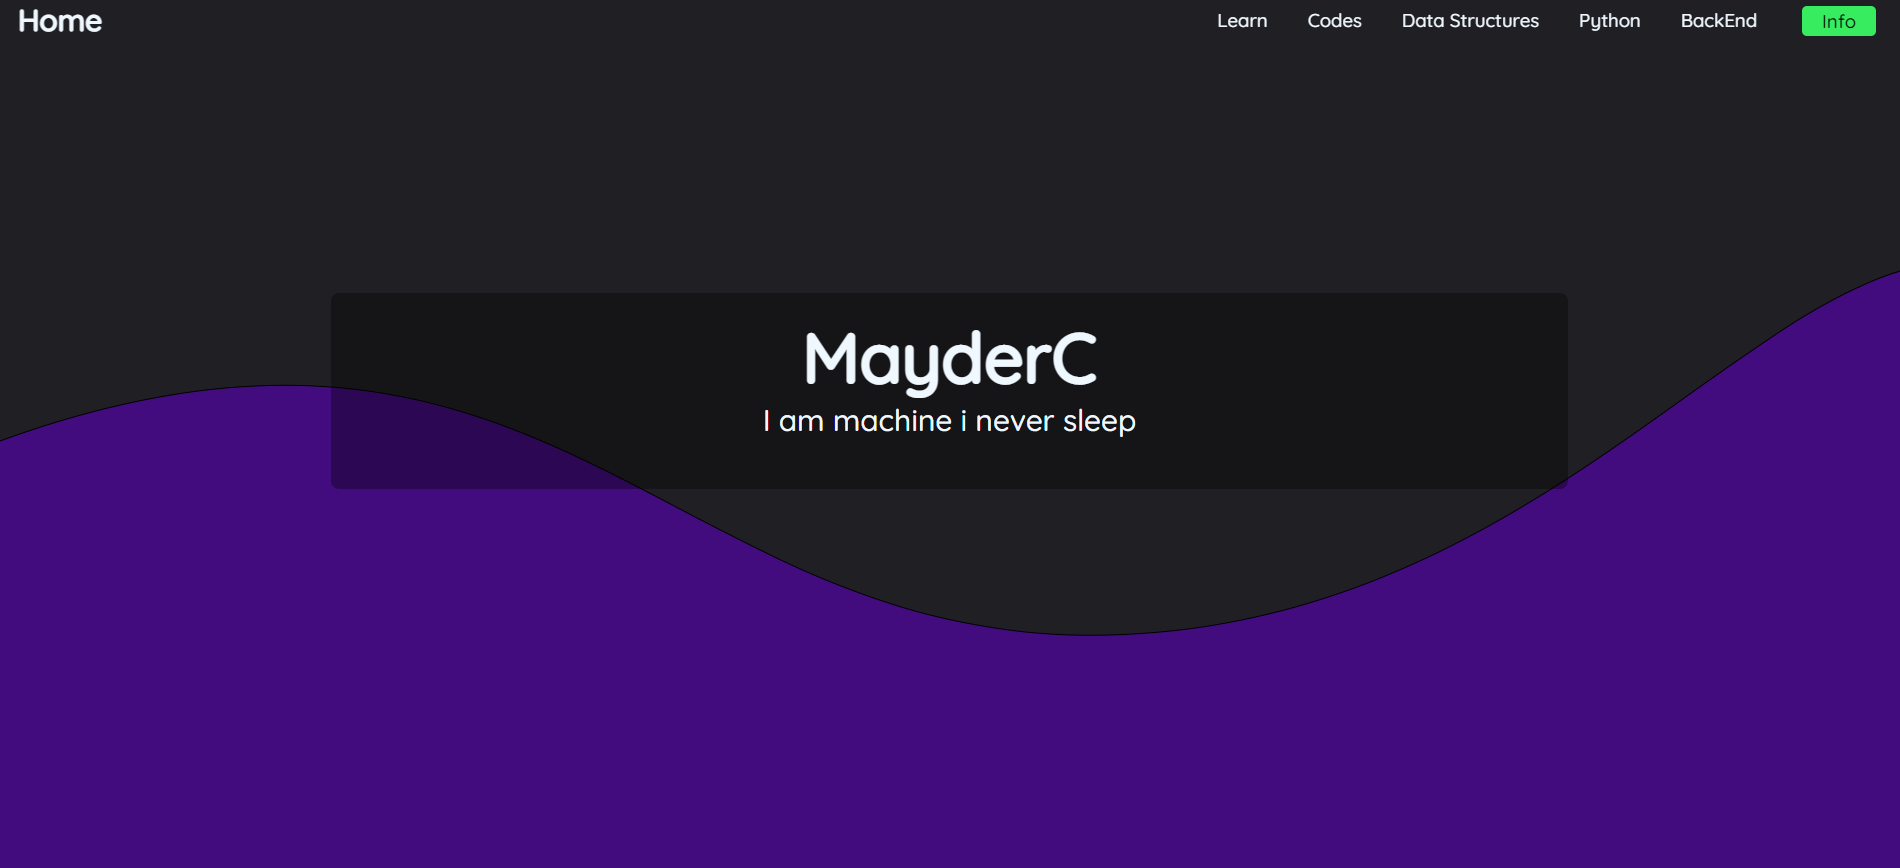 Home Learn Codes Data Structures Python BackEnd Info
MayderC
I am machine i never sleep